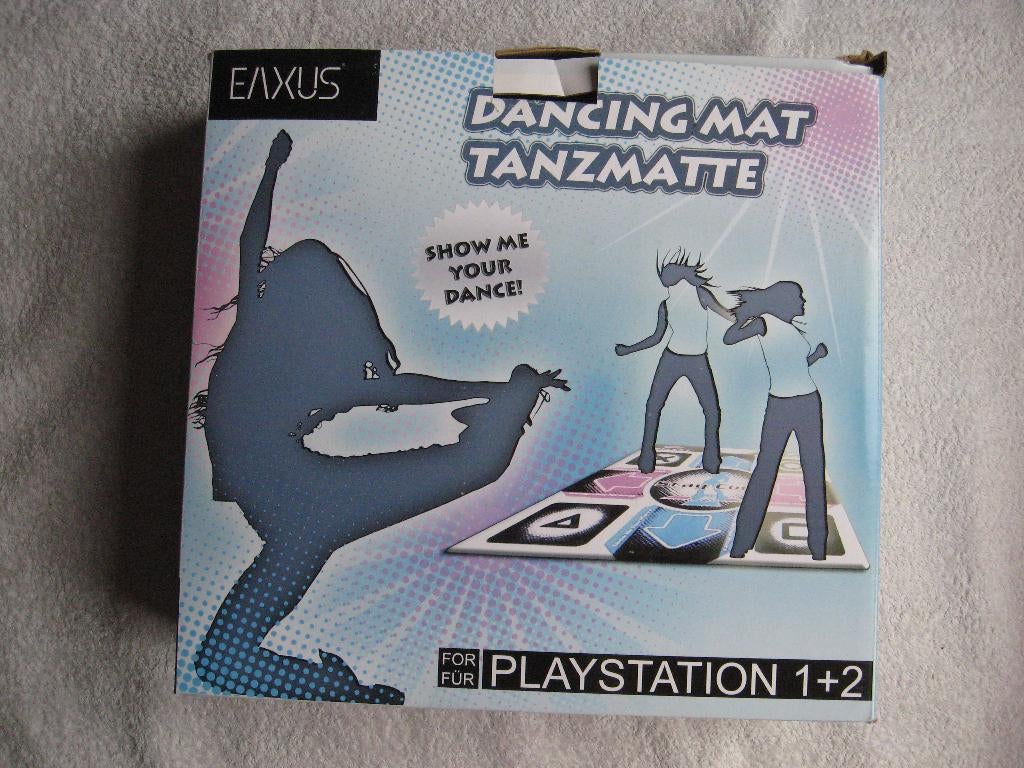 EAXUS
DANCING MAT
TANZMATTE
SHOW ME
YOUR
DANCE!
FOR
FÜR
PLAYSTATION 1+2